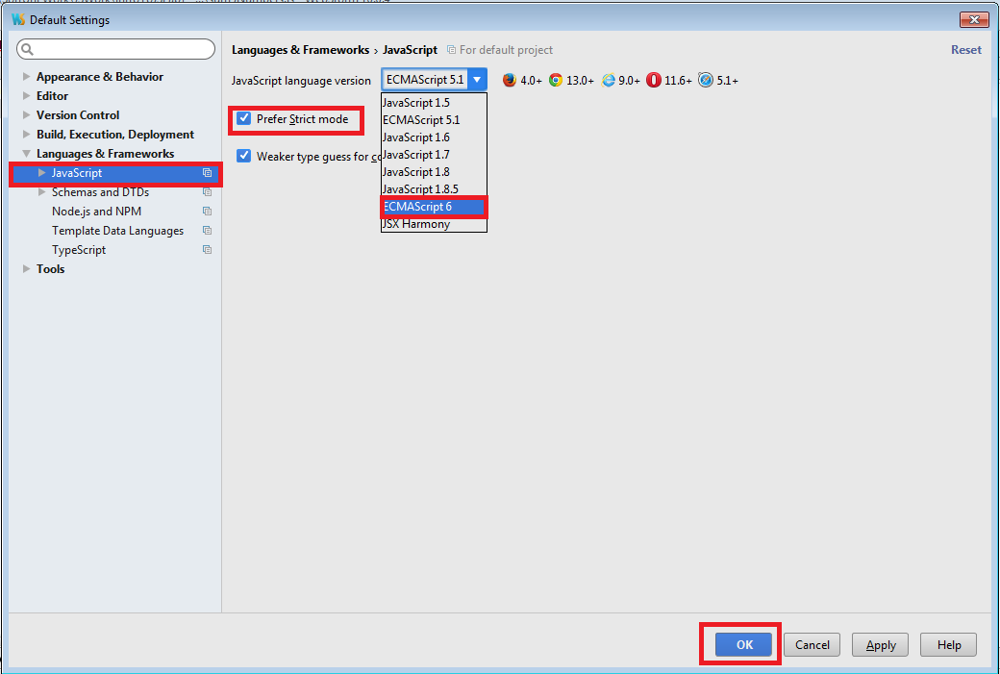 Default Settings
Languages & Frameworks › JavaScript For default project Reset
Appearance & Behavior
Editor
Version Control
Build, Execution, Deployment
Languages & Frameworks
JavaScript
Schemas and DTDs
Node.js and NPM
Template Data Languages
TypeScript
Tools
JavaScript language version ECMAScript 5.1 4.0+ 13.0+ 9.0+ 11.6+ 5.1+
JavaScript 1.5
ECMAScript 5.1
JavaScript 1.6
JavaScript 1.7
JavaScript 1.8
JavaScript 1.8.5
ECMAScript 6
JSX Harmony
Prefer Strict mode
Weaker type guess for
OK Cancel Apply Help